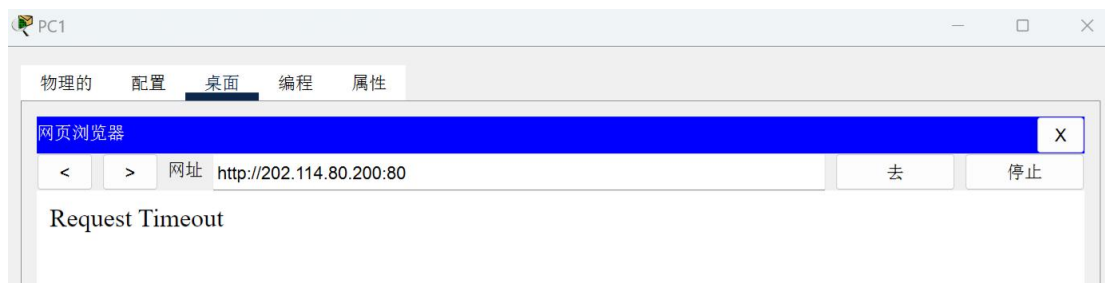 PC1
物理的 配置 桌面 编程 属性
网页浏览器 X
< > 网址 http://202.114.80.200:80 去 停止
Request Timeout